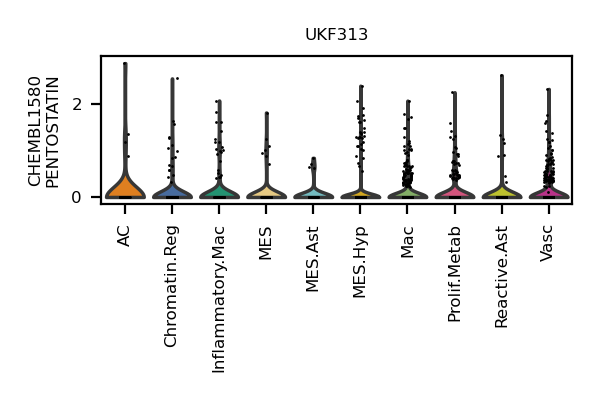 UKF313
CHEMBL1580
PENTOSTATIN
2
0
AC
Chromatin.Reg
Inflammatory.Mac
MES
MES.Ast
MES.Hyp
Mac
Prolif.Metab
Reactive.Ast
Vasc